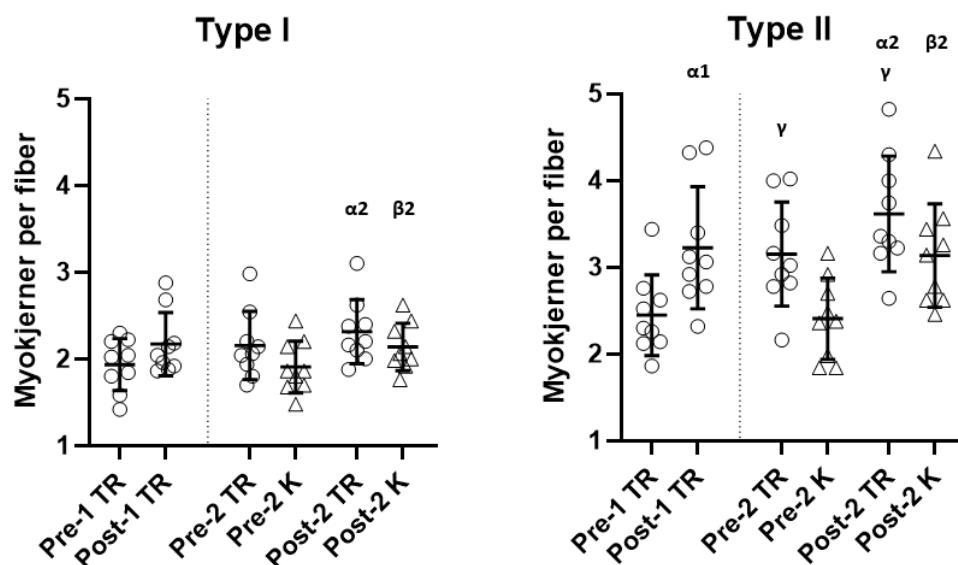 Type I
Myokjerner per fiber
5
4
3
2
1
α2
β2
Pre-1 TR
Post-1 TR
Pre-2 TR
Pre-2 K
Post-2 TR
Post-2 K
Type II
Myokjerner per fiber
5
4
3
2
1
α1
γ
α2
γ
β2
Pre-1 TR
Post-1 TR
Pre-2 TR
Pre-2 K
Post-2 TR
Post-2 K